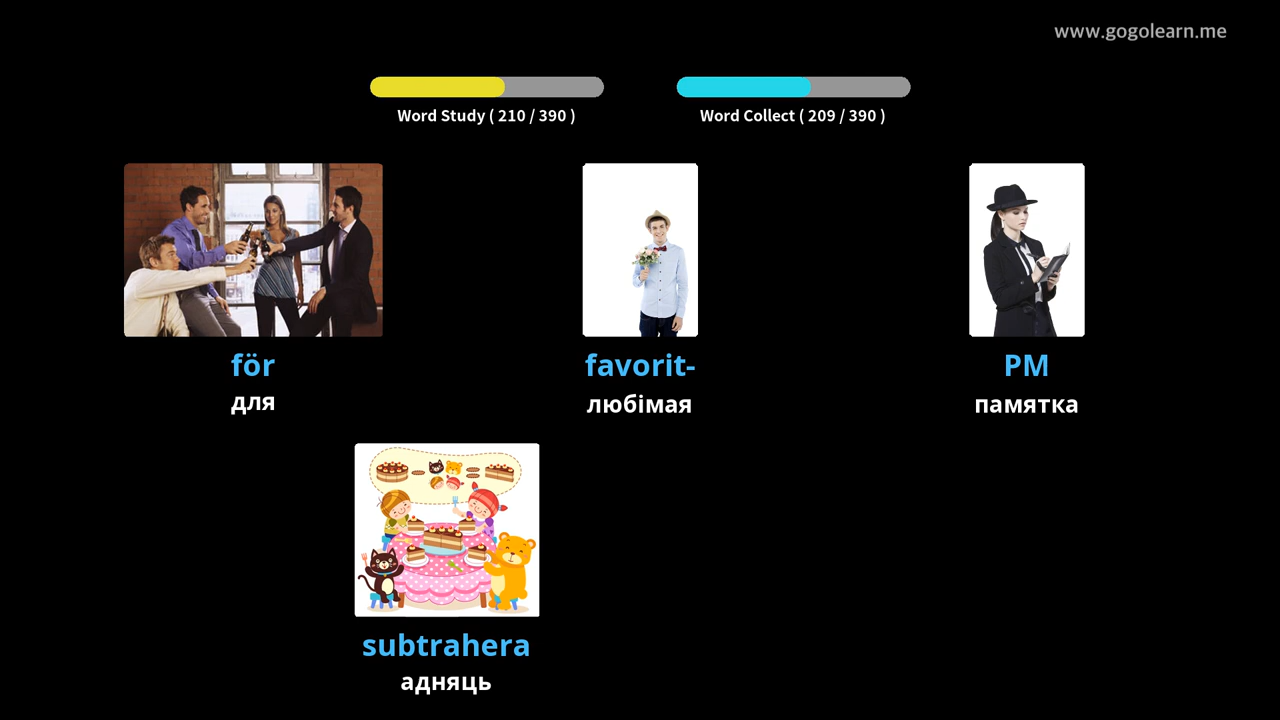 www.gogolearn.me
Word Study ( 210 / 390 )
Word Collect ( 209 / 390 )
för
для
favorit-
любімая
PM
памятка
subtrahera
адняць